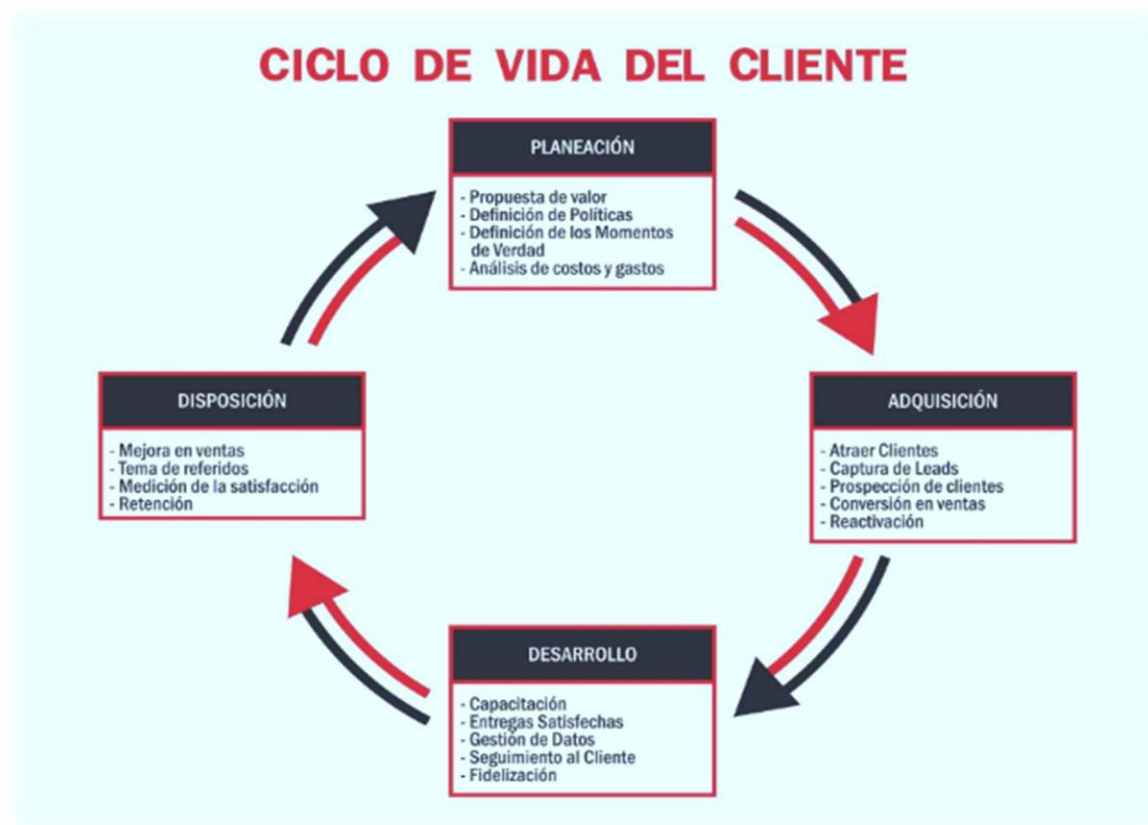 CICLO DE VIDA DEL CLIENTE
PLANEACIÓN
- Propuesta de valor
- Definición de Políticas
- Definición de los Momentos
de Verdad
- Análisis de costos y gastos
ADQUISICIÓN
- Atraer Clientes
- Captura de Leads
- Prospección de clientes
- Conversión en ventas
- Reactivación
DESARROLLO
- Capacitación
- Entregas Satisfechas
- Gestión de Datos
- Seguimiento al Cliente
- Fidelización
DISPOSICIÓN
- Mejora en ventas
- Tema de referidos
- Medición de la satisfacción
- Retención